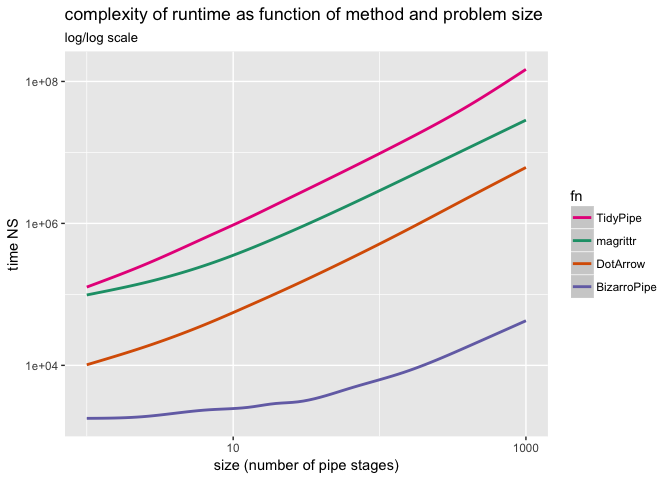 complexity of runtime as function of method and problem size
log/log scale
1e+08
1e+06
1e+04
time NS
10
1000
size (number of pipe stages)
fn
TidyPipe
magrittr
DotArrow
BizarroPipe